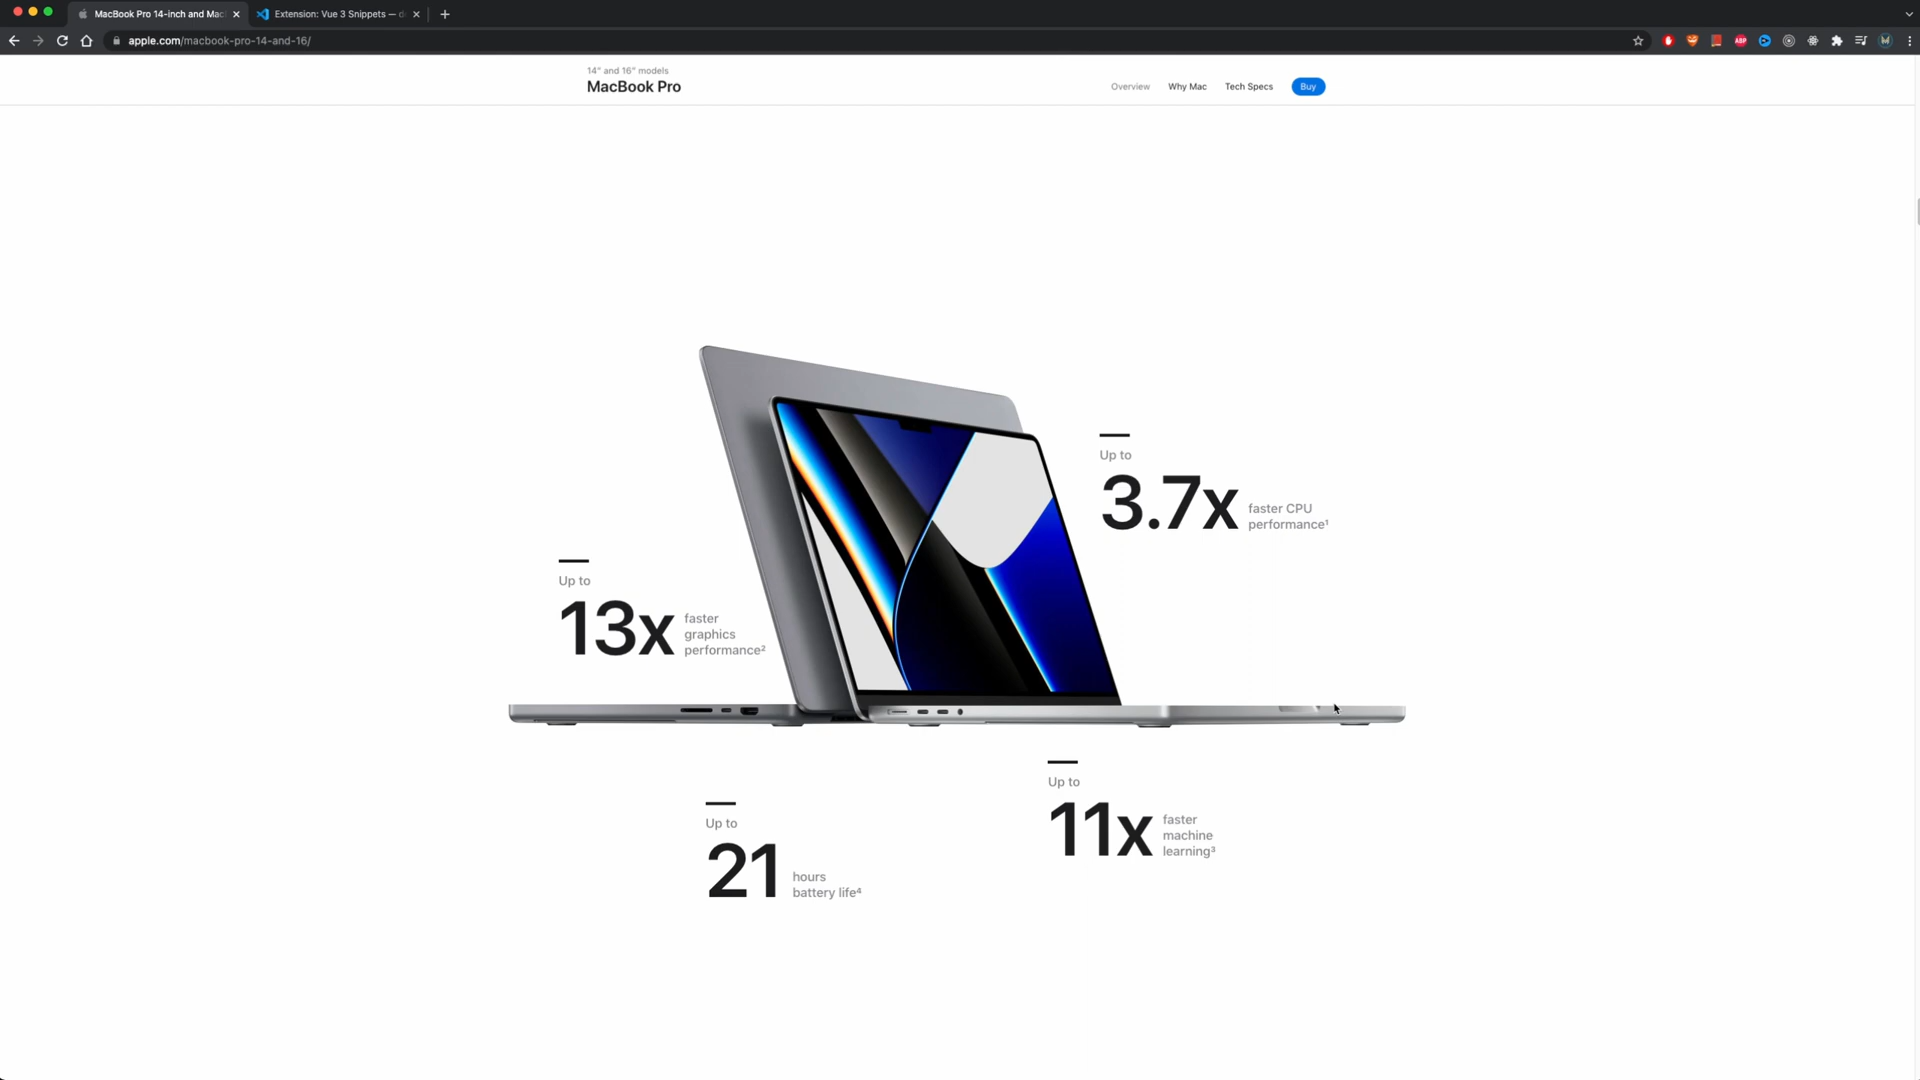 MacBook Pro 14-inch and Mac
Extension: Vue 3 Snippets —
apple.com/macbook-pro-14-and-16/
ABP
14” and 16” models
MacBook Pro
Overview
Why Mac
Tech Specs
Buy
Up to
3.7x
faster CPU
performance¹
Up to
13x
faster
graphics
performance²
Up to
11x
faster
machine
learning³
Up to
21
hours
battery life⁴